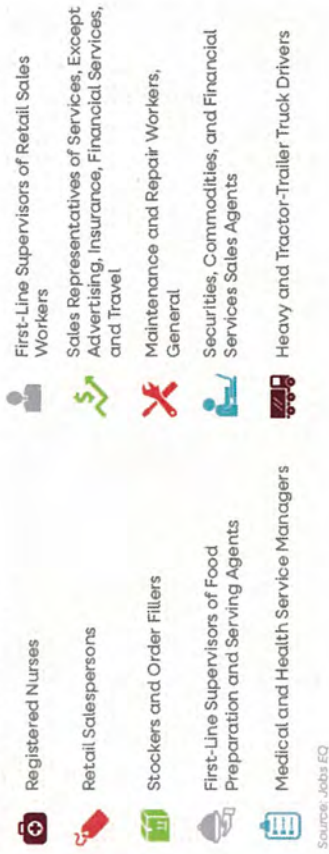 Registered Nurses
Retail Salespersons
Stockers and Order Fillers
First-Line Supervisors of Food
Preparation and Serving Agents
Medical and Health Service Managers
First-Line Supervisors of Retail Sales
Workers
Sales Representatives of Services, Except
Advertising, Insurance, Financial Services,
and Travel
Maintenance and Repair Workers,
General
Securities, Commodities, and Financial
Services Sales Agents
Heavy and Tractor-Trailer Truck Drivers
Source: Jobs EQ